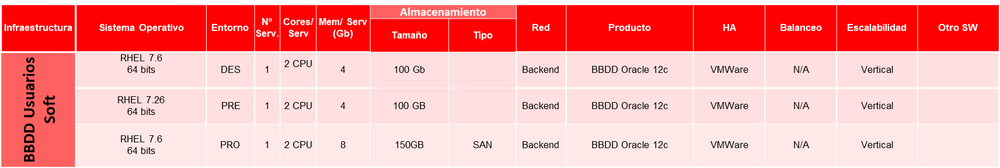 Almacenamiento
Infraestructura Sistema Operativo Entorno Nº Serv. Cores/ Serv Mem/ Serv (Gb) Tamaño Tipo Red Producto HA Balanceo Escalabilidad Otro SW
BBDD Usuarios Soft
RHEL 7.6 64 bits DES 1 2 CPU 4 100 Gb Backend BBDD Oracle 12c VMWare N/A Vertical
RHEL 7.26 64 bits PRE 1 2 CPU 4 100 GB Backend BBDD Oracle 12c VMWare N/A Vertical
RHEL 7.6 64 bits PRO 1 2 CPU 8 150GB SAN Backend BBDD Oracle 12c VMWare N/A Vertical